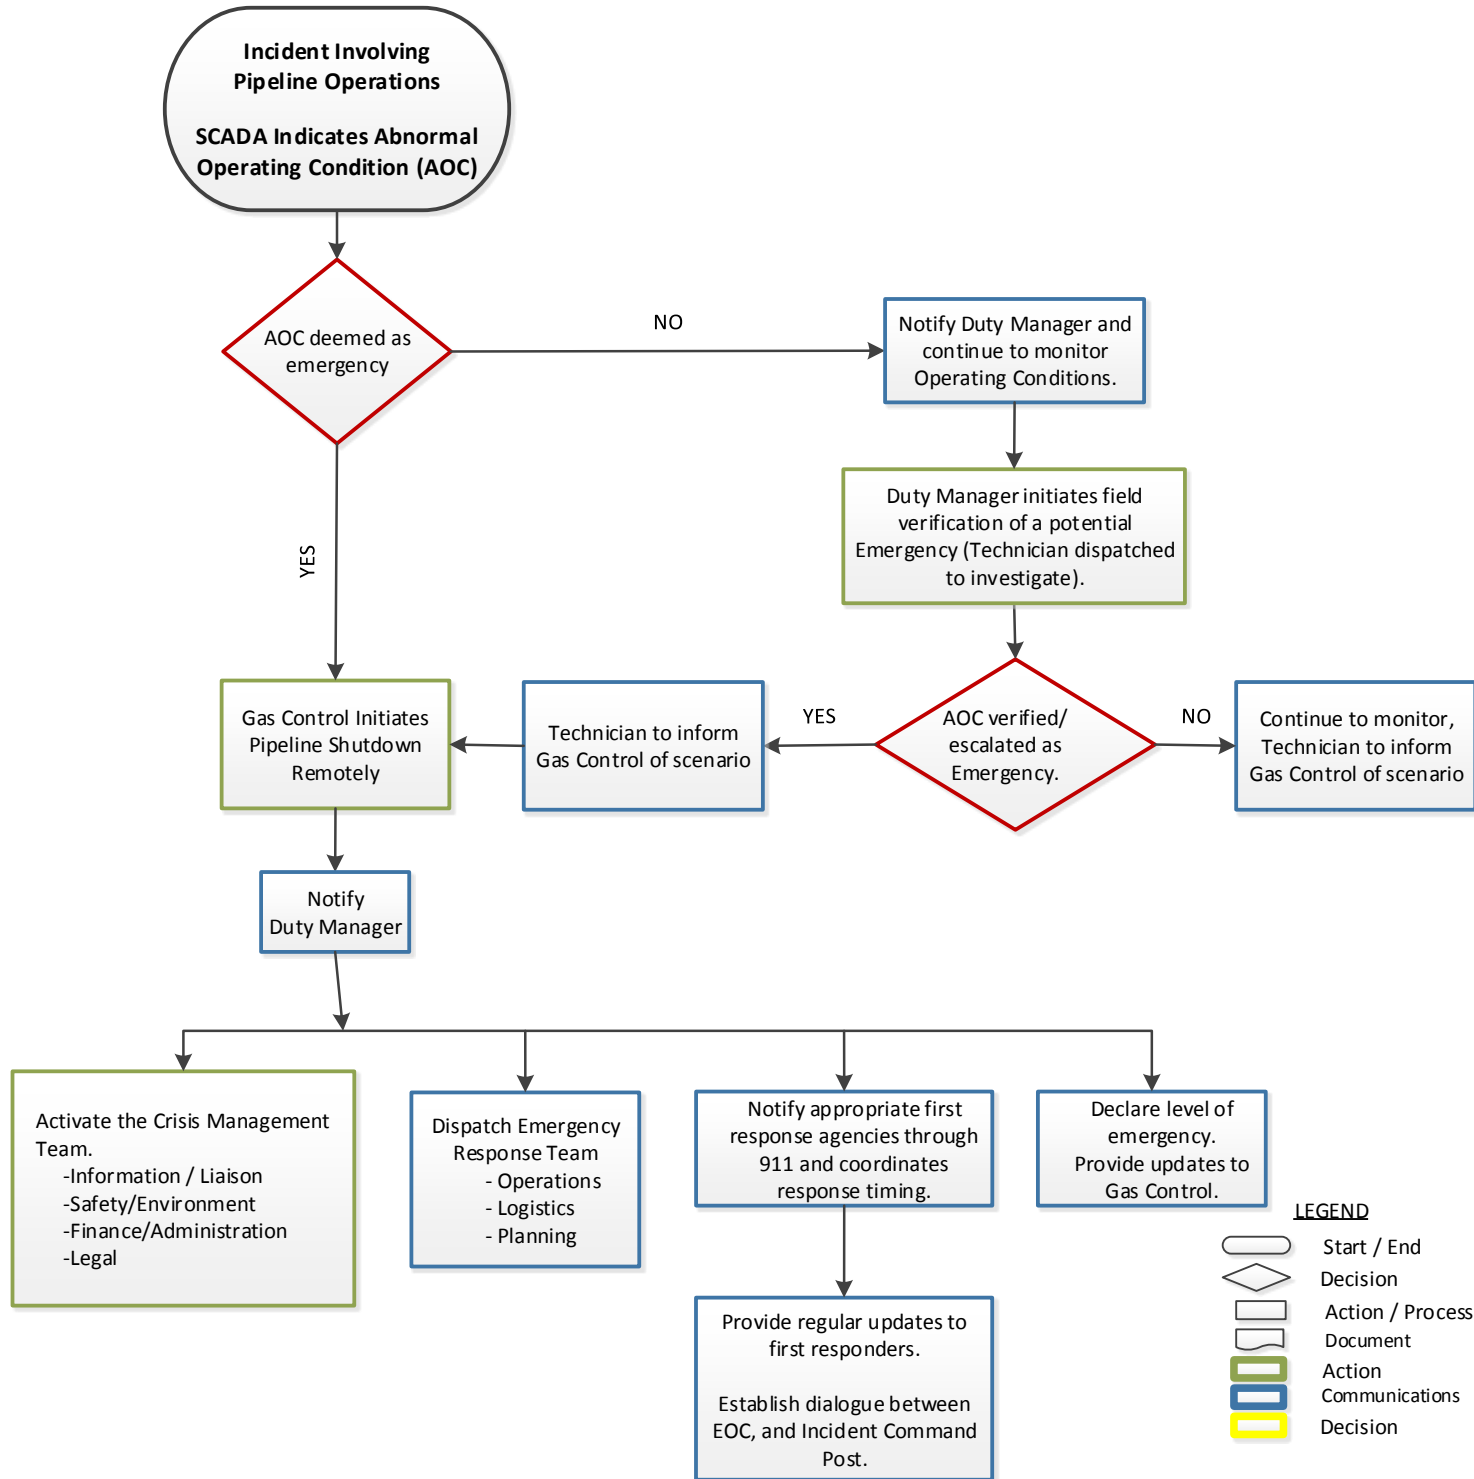 Incident Involving
Pipeline Operations
SCADA Indicates Abnormal
Operating Condition (AOC)
AOC deemed as
emergency
NO
Notify Duty Manager and
continue to monitor
Operating Conditions.
Duty Manager initiates field
verification of a potential
Emergency (Technician dispatched
to investigate).
YES
Gas Control Initiates
Pipeline Shutdown
Remotely
Technician to inform
Gas Control of scenario
YES
AOC verified/
escalated as
Emergency.
NO
Continue to monitor,
Technician to inform
Gas Control of scenario
Notify
Duty Manager
Activate the Crisis Management
Team.
-Information / Liaison
-Safety/Environment
-Finance/Administration
-Legal
Dispatch Emergency
Response Team
- Operations
- Logistics
- Planning
Notify appropriate first
response agencies through
911 and coordinates
response timing.
Declare level of
emergency.
Provide updates to
Gas Control.
Provide regular updates to
first responders.
Establish dialogue between
EOC, and Incident Command
Post.
LEGEND
Start / End
Decision
Action / Process
Document
Action
Communications
Decision